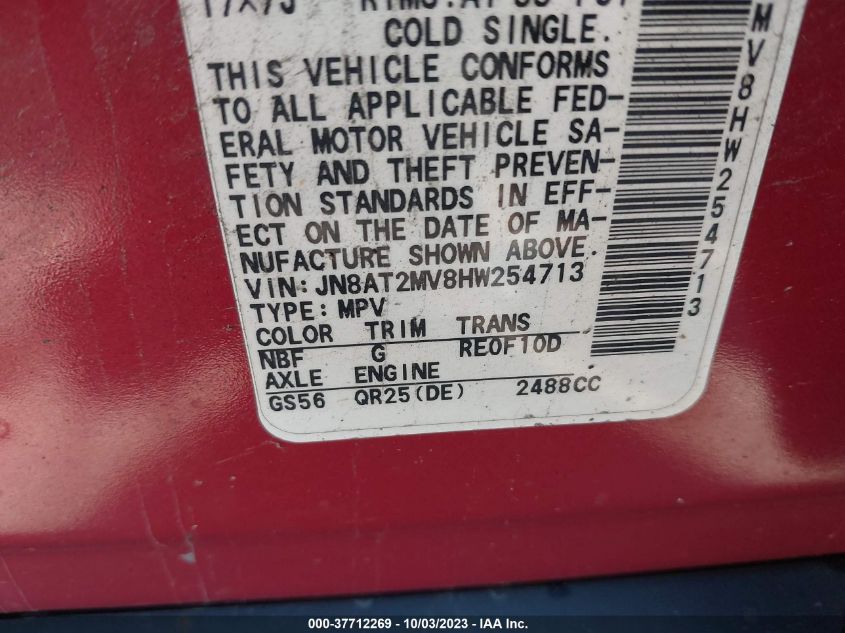 COLD SINGLE.
THIS VEHICLE CONFORMS
TO ALL APPLICABLE FED-
ERAL MOTOR VEHICLE SA-
FETY AND THEFT PREVEN-
TION STANDARDS IN EFF-
ECT ON THE DATE OF MA-
NUFACTURE SHOWN ABOVE.
VIN: JN8AT2MV8HW254713
TYPE: MPV
COLOR TRIM TRANS
NBF G RE0F10D
AXLE ENGINE
GS56 QR25(DE) 2488CC
MV8HW254713
000-37712269 - 10/03/2023 - IAA Inc.